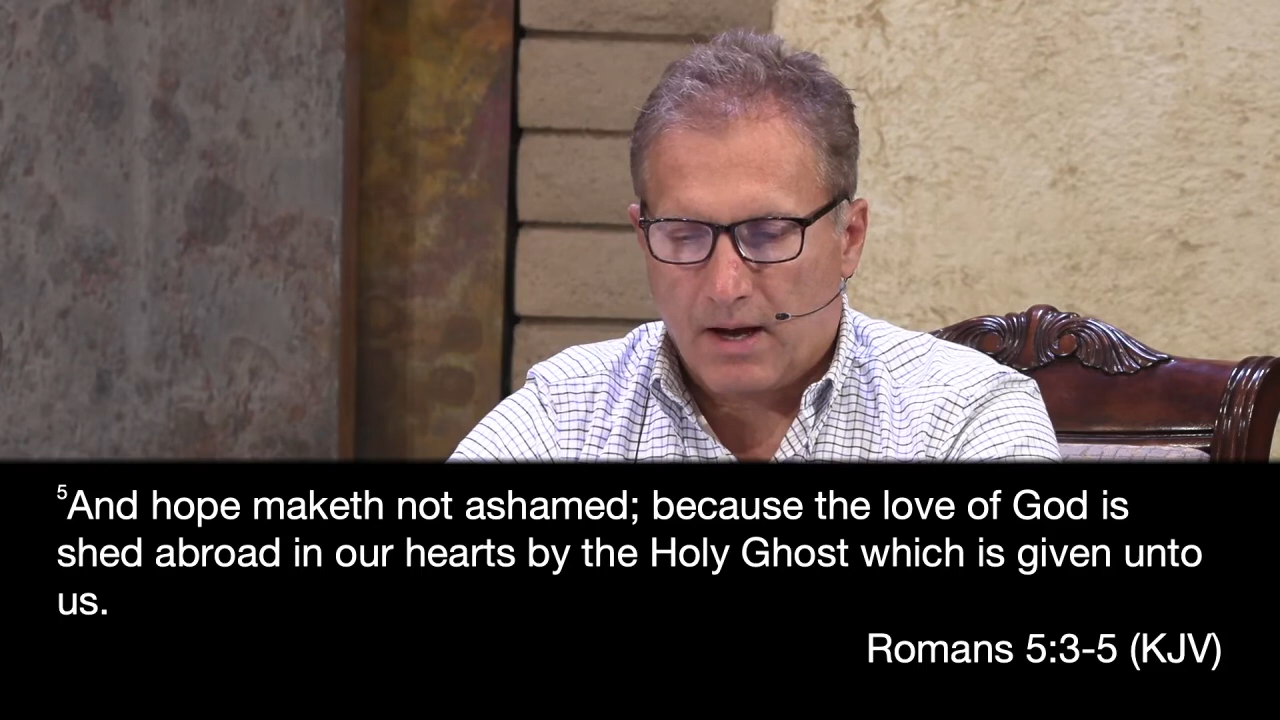 5And hope maketh not ashamed; because the love of God is
shed abroad in our hearts by the Holy Ghost which is given unto
us.
Romans 5:3-5 (KJV)